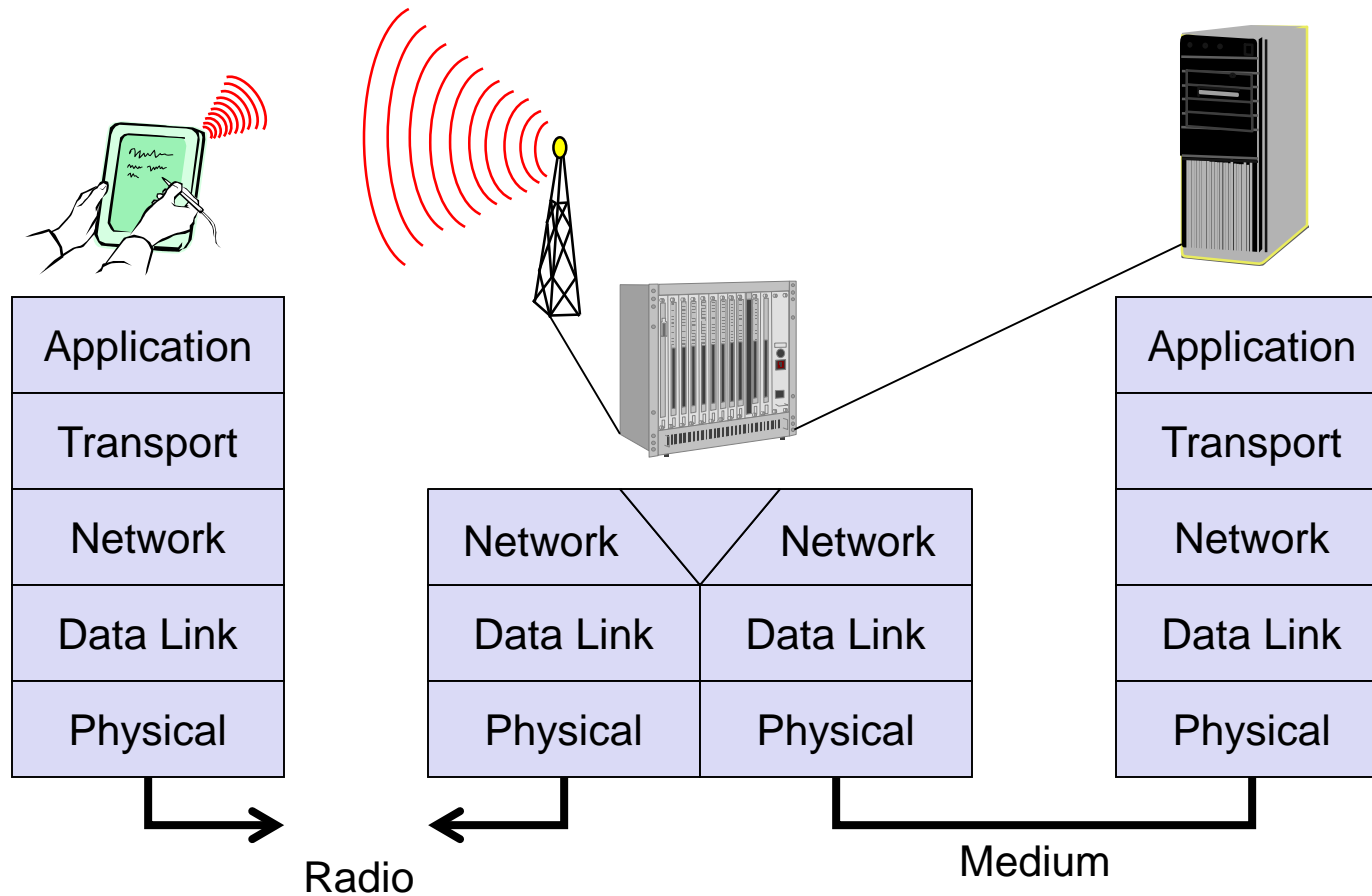 Application
Transport
Network
Data Link
Physical
Network Network
Data Link Data Link
Physical Physical
Application
Transport
Network
Data Link
Physical
Radio
Medium